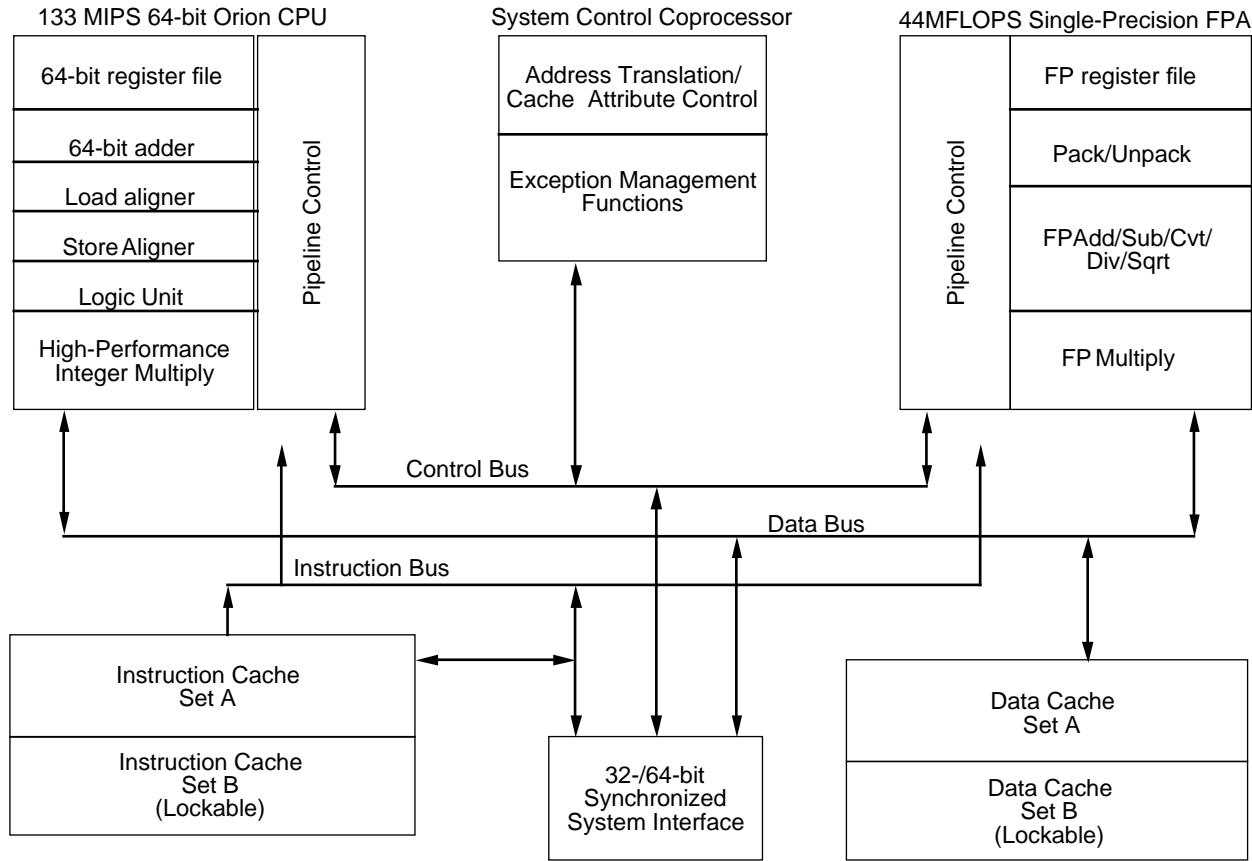 133 MIPS 64-bit Orion CPU
64-bit register file
64-bit adder
Load aligner
Store Aligner
Logic Unit
High-Performance
Integer Multiply
Pipeline Control
System Control Coprocessor
Address Translation/
Cache Attribute Control
Exception Management
Functions
44MFLOPS Single-Precision FPA
Pipeline Control
FP register file
Pack/Unpack
FPAdd/Sub/Cvt/
Div/Sqrt
FP Multiply
Control Bus
Data Bus
Instruction Bus
Instruction Cache
Set A
Instruction Cache
Set B
(Lockable)
32-/64-bit
Synchronized
System Interface
Data Cache
Set A
Data Cache
Set B
(Lockable)